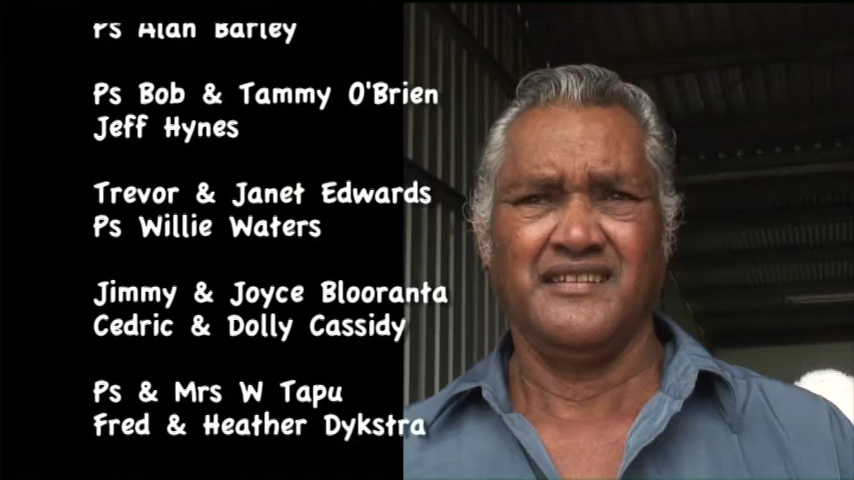 Ps Alan Barley
Ps Bob & Tammy O'Brien
Jeff Hynes
Trevor & Janet Edwards
Ps Willie Waters
Jimmy & Joyce Blooranta
Cedric & Dolly Cassidy
Ps & Mrs W Tapu
Fred & Heather Dykstra